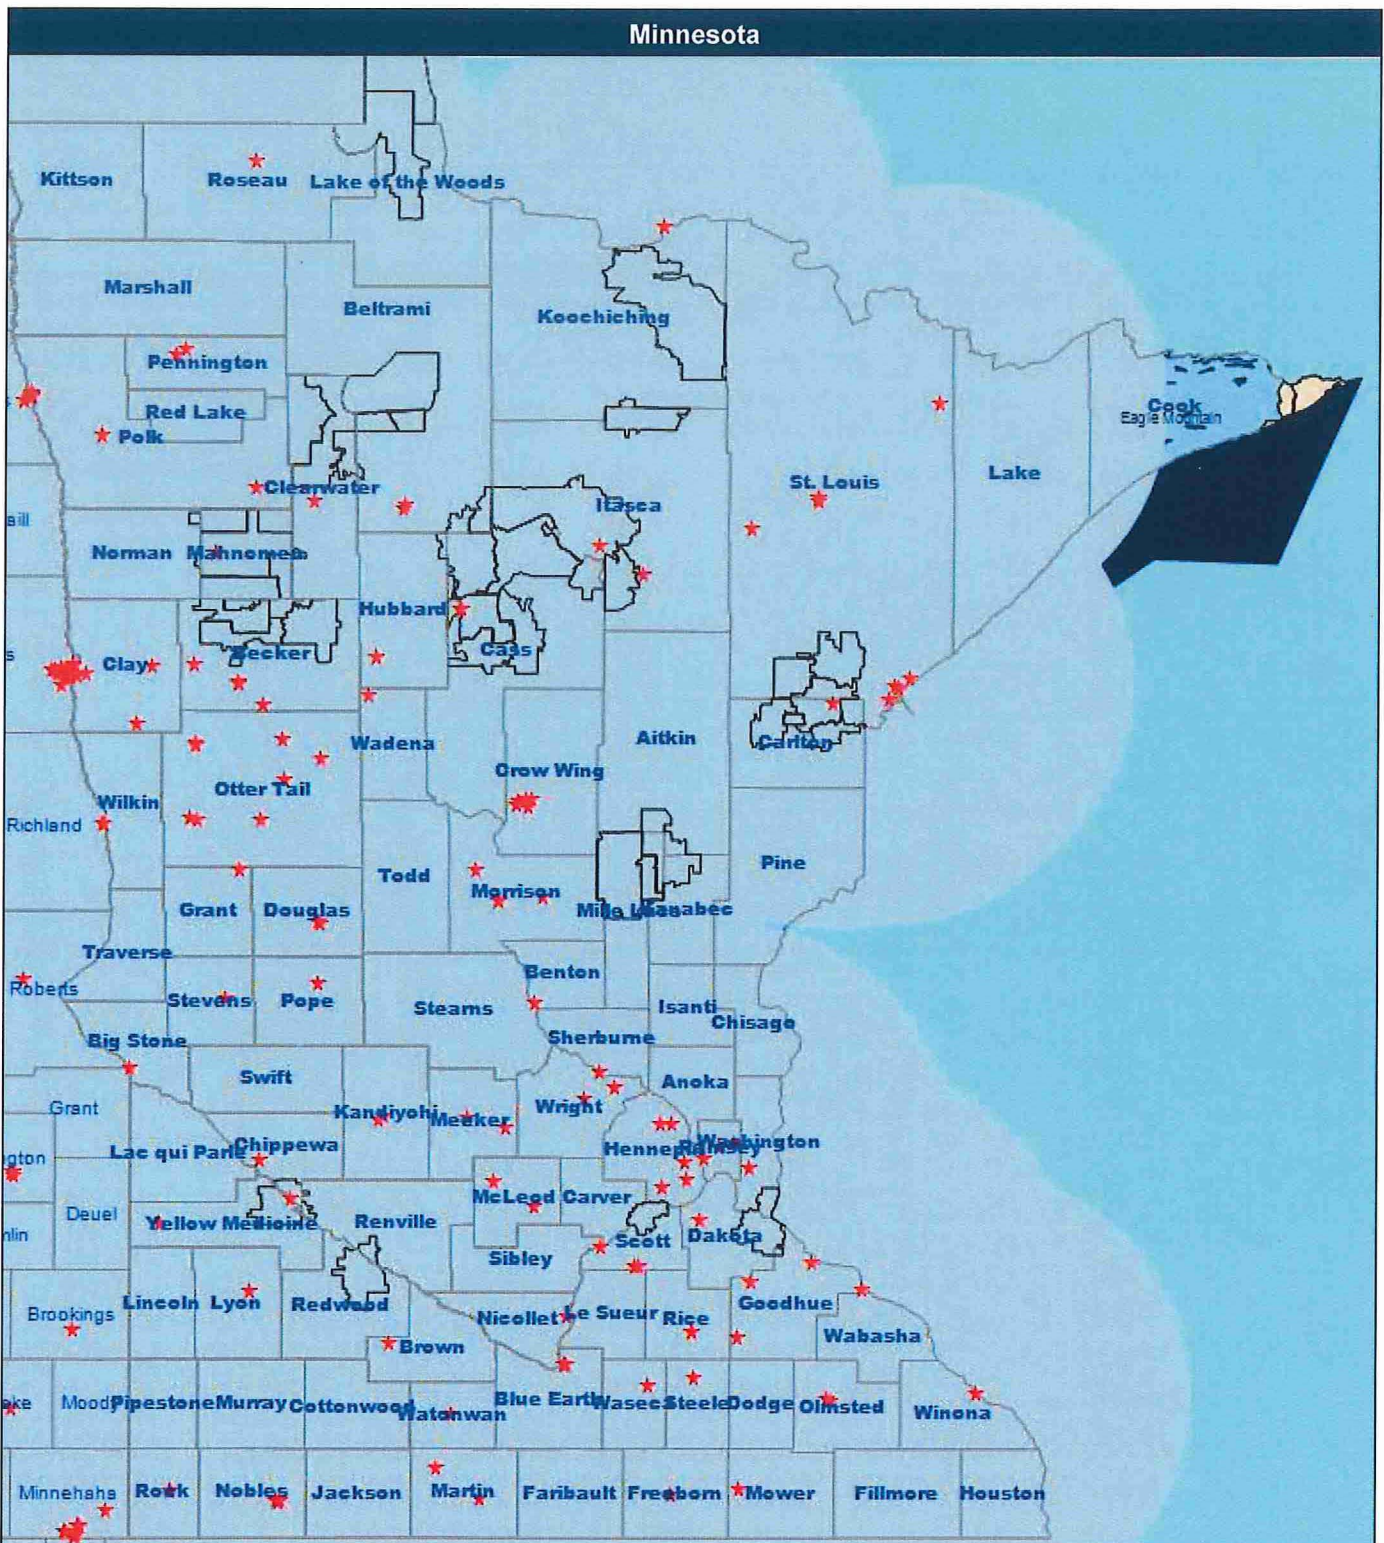 Minnesota
Kittson
Roseau
Lake of the Woods
Marshall
Beltrami
Koochiching
Pennington
Red Lake
Polk
Cook
Eagle Mountain
Clearwater
St. Louis
Lake
Itasca
Norman
Mahnomen
Hubbard
Clay
Becker
Cass
Wadena
Aitkin
Carlton
Crow Wing
Otter Tail
Wilkin
Richland
Todd
Morrison
Pine
Grant
Douglas
Mille Lacs
Kanabec
Traverse
Roberts
Stevens
Pope
Stearns
Benton
Isanti
Chisago
Big Stone
Sherburne
Swift
Anoka
Grant
Kandiyohi
Meeker
Wright
Lac qui Parle
Chippewa
Hennepin
Ramsey
Washington
McLeod
Carver
Deuel
Yellow Medicine
Renville
Scott
Dakota
Sibley
Brookings
Lincoln
Lyon
Redwood
Nicollet
Le Sueur
Rice
Goodhue
Wabasha
Brown
Moody
Pipestone
Murray
Cottonwood
Watonwan
Blue Earth
Waseca
Steele
Dodge
Olmsted
Winona
Minnehaha
Rock
Nobles
Jackson
Martin
Faribault
Freeborn
Mower
Fillmore
Houston